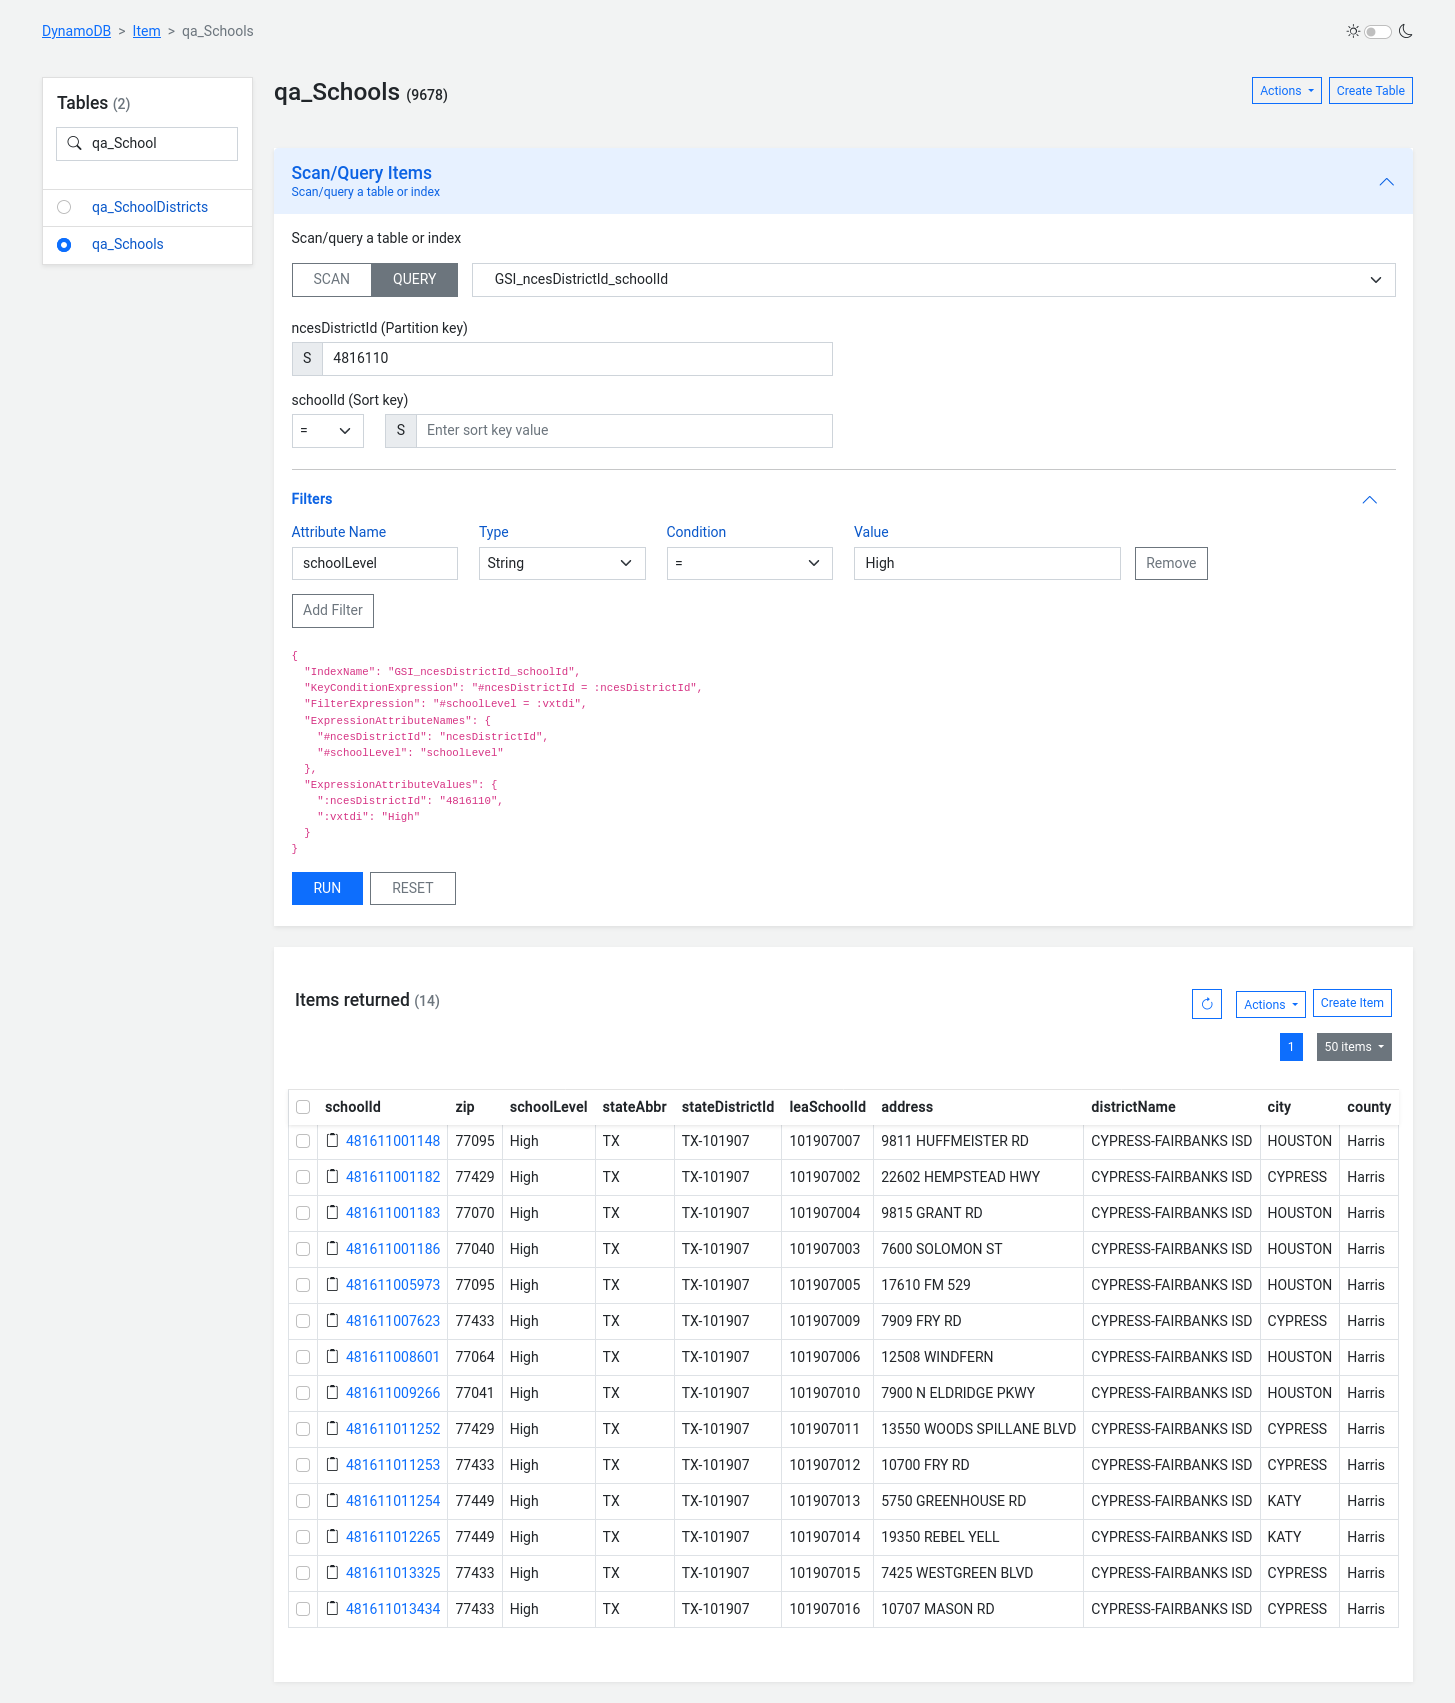 DynamoDB > Item > qa_Schools
Tables (2)
qa_School
qa_SchoolDistricts
qa_Schools
qa_Schools (9678)
Actions
Create Table
Scan/Query Items
Scan/query a table or index
Scan/query a table or index
SCAN QUERY GSI_ncesDistrictId_schoolId
ncesDistrictId (Partition key)
S 4816110
schoolId (Sort key)
= S Enter sort key value
Filters
Attribute Name Type Condition Value
schoolLevel String = High Remove
Add Filter
{
"IndexName": "GSI_ncesDistrictId_schoolId",
"KeyConditionExpression": "#ncesDistrictId = :ncesDistrictId",
"FilterExpression": "#schoolLevel = :vxtdi",
"ExpressionAttributeNames": {
"#ncesDistrictId": "ncesDistrictId",
"#schoolLevel": "schoolLevel"
},
"ExpressionAttributeValues": {
":ncesDistrictId": "4816110",
":vxtdi": "High"
}
}
RUN RESET
Items returned (14)
Actions Create Item
1 50 items
schoolId zip schoolLevel stateAbbr stateDistrictId leaSchoolId address districtName city county
481611001148 77095 High TX TX-101907 101907007 9811 HUFFMEISTER RD CYPRESS-FAIRBANKS ISD HOUSTON Harris
481611001182 77429 High TX TX-101907 101907002 22602 HEMPSTEAD HWY CYPRESS-FAIRBANKS ISD CYPRESS Harris
481611001183 77070 High TX TX-101907 101907004 9815 GRANT RD CYPRESS-FAIRBANKS ISD HOUSTON Harris
481611001186 77040 High TX TX-101907 101907003 7600 SOLOMON ST CYPRESS-FAIRBANKS ISD HOUSTON Harris
481611005973 77095 High TX TX-101907 101907005 17610 FM 529 CYPRESS-FAIRBANKS ISD HOUSTON Harris
481611007623 77433 High TX TX-101907 101907009 7909 FRY RD CYPRESS-FAIRBANKS ISD CYPRESS Harris
481611008601 77064 High TX TX-101907 101907006 12508 WINDFERN CYPRESS-FAIRBANKS ISD HOUSTON Harris
481611009266 77041 High TX TX-101907 101907010 7900 N ELDRIDGE PKWY CYPRESS-FAIRBANKS ISD HOUSTON Harris
481611011252 77429 High TX TX-101907 101907011 13550 WOODS SPILLANE BLVD CYPRESS-FAIRBANKS ISD CYPRESS Harris
481611011253 77433 High TX TX-101907 101907012 10700 FRY RD CYPRESS-FAIRBANKS ISD CYPRESS Harris
481611011254 77449 High TX TX-101907 101907013 5750 GREENHOUSE RD CYPRESS-FAIRBANKS ISD KATY Harris
481611012265 77449 High TX TX-101907 101907014 19350 REBEL YELL CYPRESS-FAIRBANKS ISD KATY Harris
481611013325 77433 High TX TX-101907 101907015 7425 WESTGREEN BLVD CYPRESS-FAIRBANKS ISD CYPRESS Harris
481611013434 77433 High TX TX-101907 101907016 10707 MASON RD CYPRESS-FAIRBANKS ISD CYPRESS Harris